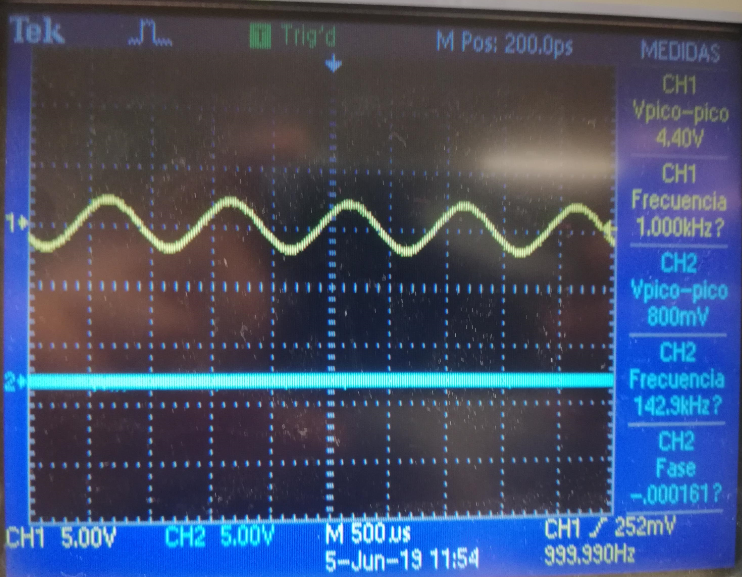 Tek T Trig'd M Pos: 200.0ps MEDIDAS
CH1
Vpico-pico
4.40V
CH1
Frecuencia
1.000kHz?
CH2
Vpico-pico
800mV
CH2
Frecuencia
142.9kHz?
CH2
Fase
-.000161?
1
2
CH1 5.00V CH2 5.00V M 500µs CH1 252mV
5-Jun-19 11:54 999.990Hz